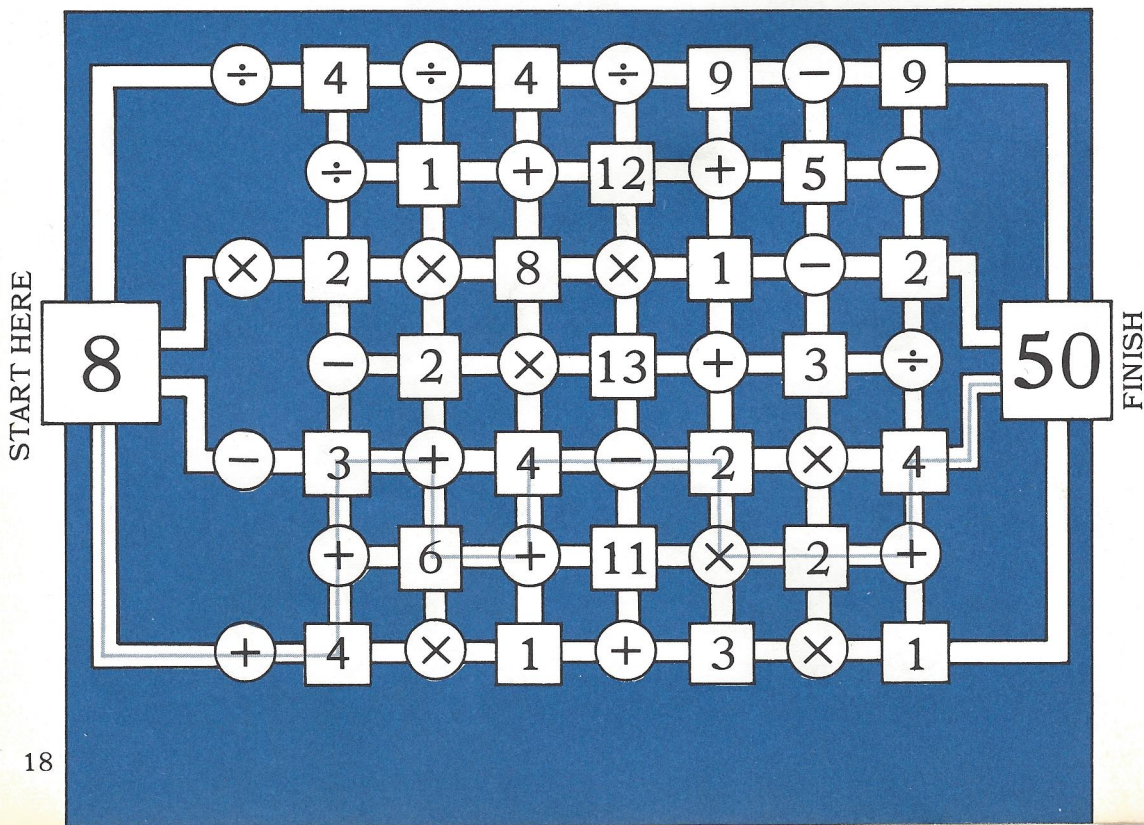 ÷ 4 ÷ 4 ÷ 9 − 9
÷ 1 + 12 + 5 −
× 2 × 8 × 1 − 2
START HERE
8
− 2 × 13 + 3 ÷
50
FINISH
− 3 + 4 − 2 × 4
+ 6 + 11 × 2 +
+ 4 × 1 + 3 × 1
18